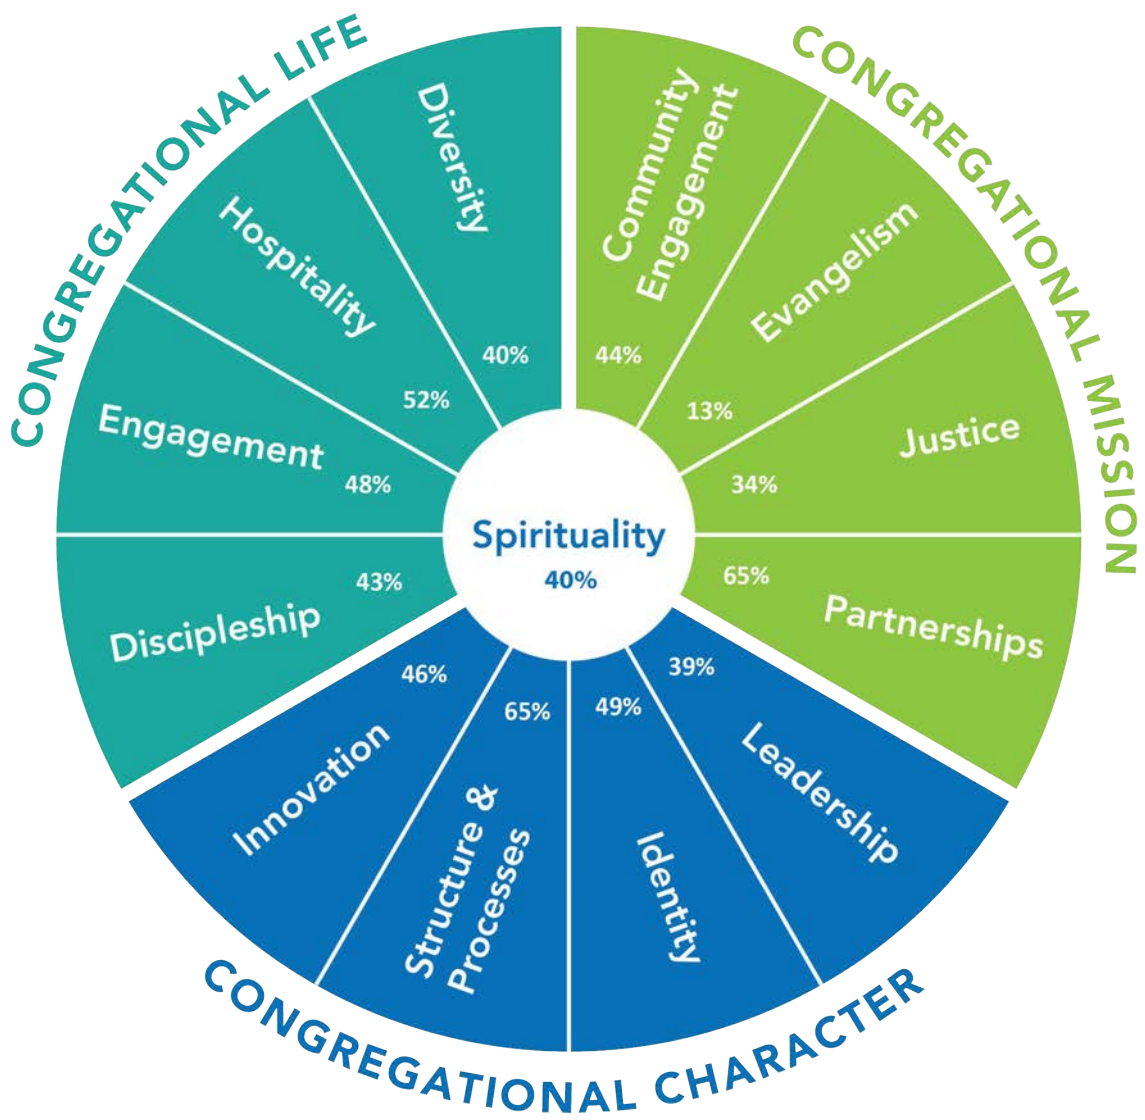 CONGREGATIONAL LIFE
Diversity
40%
Hospitality
52%
Engagement
48%
Discipleship
43%
CONGREGATIONAL MISSION
Community
Engagement
44%
Evangelism
13%
Justice
34%
Partnerships
65%
Spirituality
40%
CONGREGATIONAL CHARACTER
Innovation
46%
Structure &
Processes
65%
Identity
49%
Leadership
39%